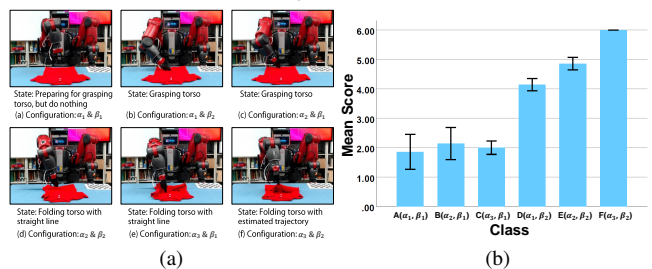 State: Preparing for grasping
torso, but do nothing
(a) Configuration: α₁ & β₁
State: Grasping torso
(b) Configuration: α₁ & β₂
State: Grasping torso
(c) Configuration: α₂ & β₁
State: Folding torso with
straight line
(d) Configuration: α₂ & β₂
State: Folding torso with
straight line
(e) Configuration: α₃ & β₁
State: Folding torso with
estimated trajectory
(f) Configuration: α₃ & β₂
(a)
Mean Score
6.00
5.00
4.00
3.00
2.00
1.00
.00
A(α₁, β₁) B(α₂, β₁) C(α₃, β₁) D(α₁, β₂) E(α₂, β₂) F(α₃, β₂)
Class
(b)